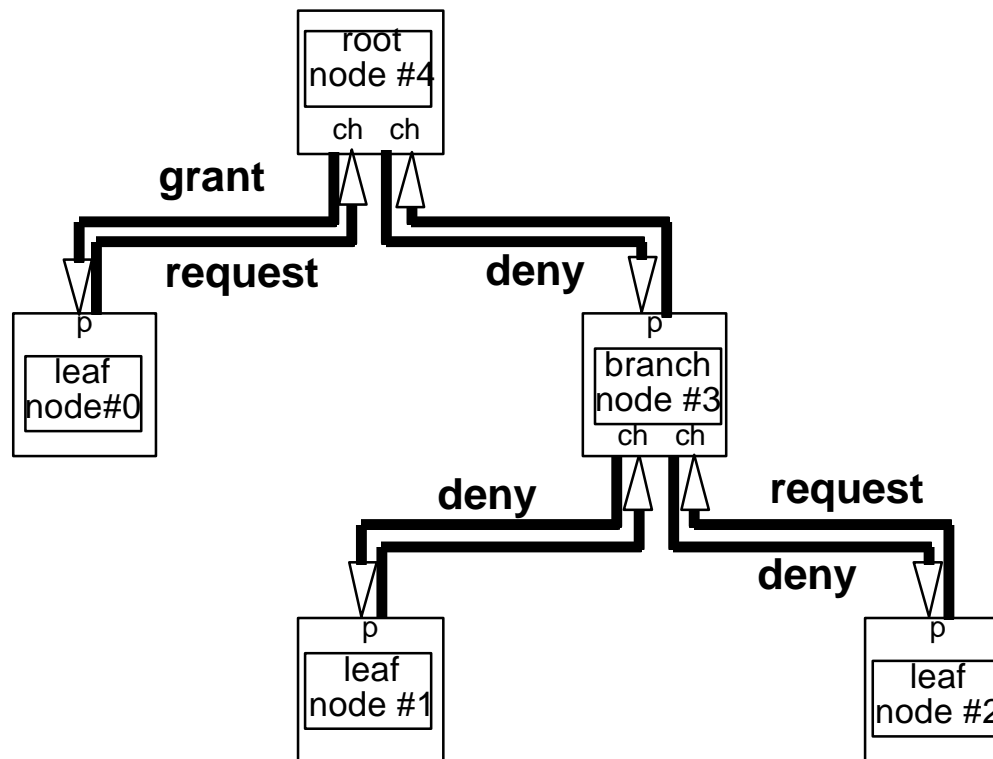 root
node #4
ch ch
grant
request
deny
p
leaf
node#0
p
branch
node #3
ch ch
deny
request
deny
p
leaf
node #1
p
leaf
node #2